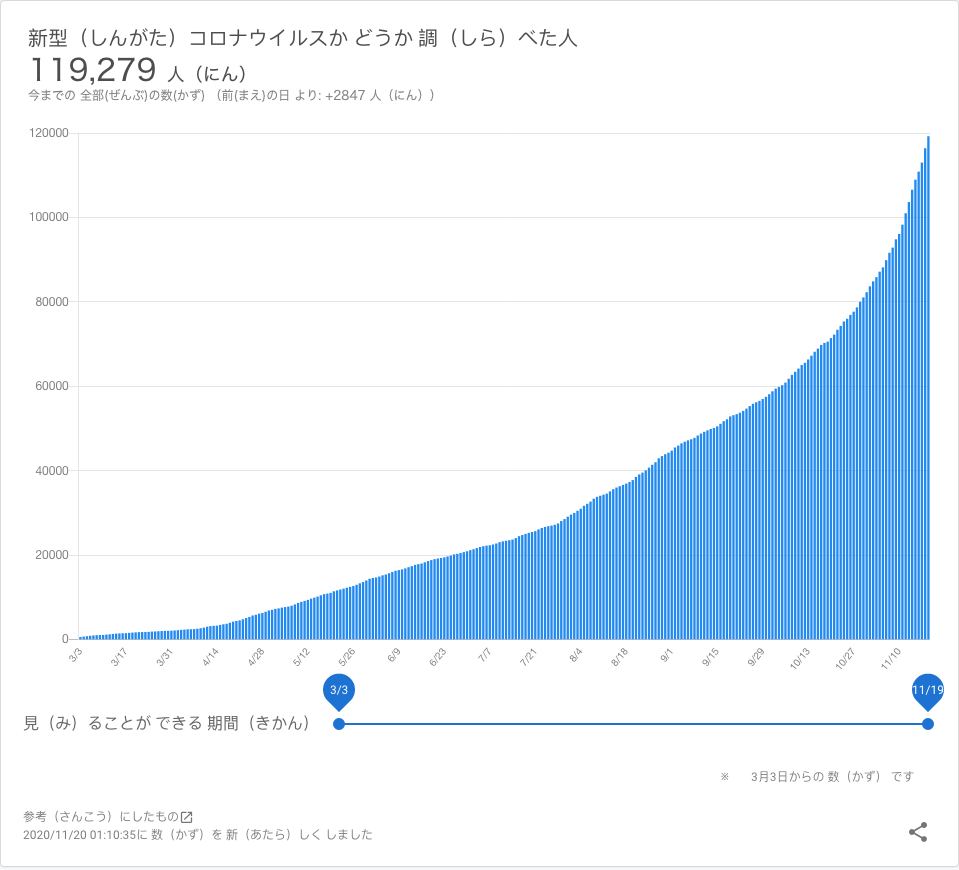 新型（しんがた）コロナウイルスか どうか 調（しら）べた人
119,279 人（にん）
今までの 全部(ぜんぶ)の数(かず) （前(まえ)の日 より: +2847 人（にん））
120000
100000
80000
60000
40000
20000
0
3/3 3/17 3/31 4/14 4/28 5/12 5/26 6/9 6/23 7/7 7/21 8/4 8/18 9/1 9/15 9/29 10/13 10/27 11/10
3/3 11/19
見（み）ることが できる 期間（きかん）
※ 3月3日からの 数（かず） です
参考（さんこう）にしたもの
2020/11/20 01:10:35に 数（かず）を 新（あたら）しく しました